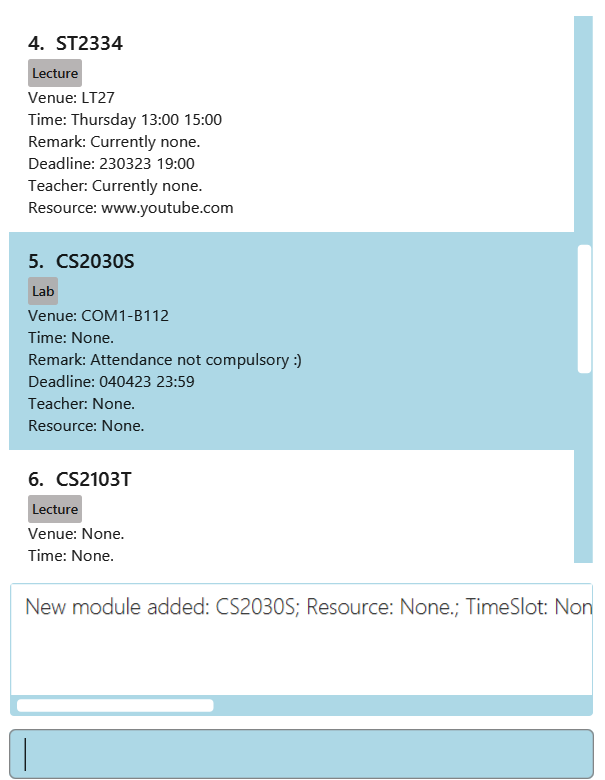 4. ST2334
Lecture
Venue: LT27
Time: Thursday 13:00 15:00
Remark: Currently none.
Deadline: 230323 19:00
Teacher: Currently none.
Resource: www.youtube.com
5. CS2030S
Lab
Venue: COM1-B112
Time: None.
Remark: Attendance not compulsory :)
Deadline: 040423 23:59
Teacher: None.
Resource: None.
6. CS2103T
Lecture
Venue: None.
Time: None.
New module added: CS2030S; Resource: None.; TimeSlot: Non